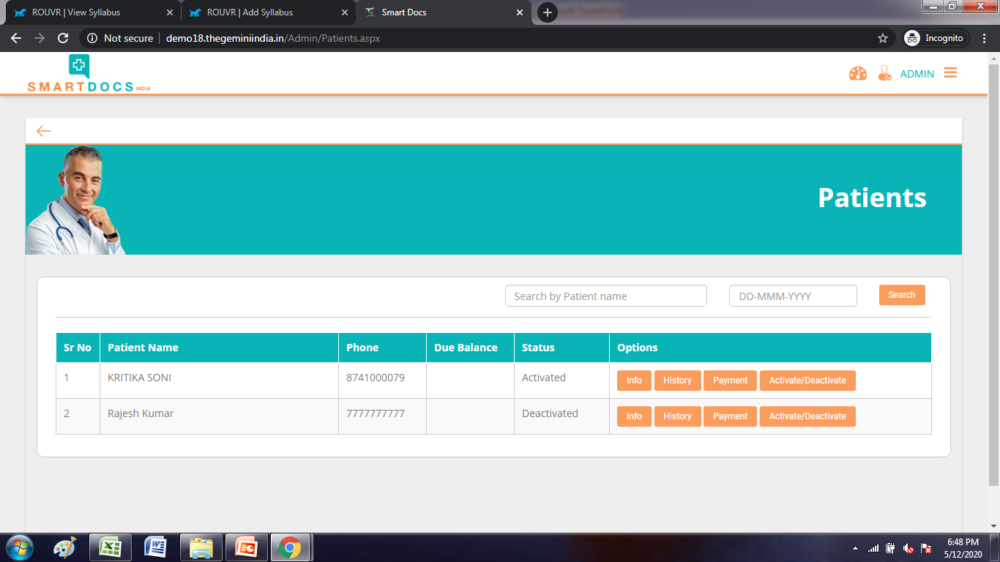 ROUVR | View Syllabus
ROUVR | Add Syllabus
Smart Docs
Not secure
demo18.thegeminiindia.in/Admin/Patients.aspx
Incognito
SMARTDOCS INDIA
ADMIN
Patients
Search by Patient name
DD-MMM-YYYY
Search
Sr No Patient Name Phone Due Balance Status Options
1 KRITIKA SONI 8741000079 Activated Info History Payment Activate/Deactivate
2 Rajesh Kumar 7777777777 Deactivated Info History Payment Activate/Deactivate
6:48 PM
5/12/2020